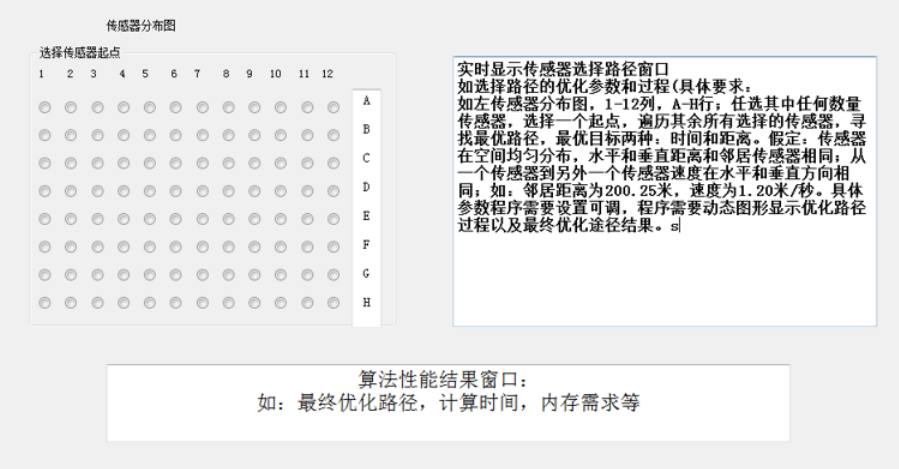 传感器分布图
选择传感器起点
1 2 3 4 5 6 7 8 9 10 11 12
A
B
C
D
E
F
G
H
实时显示传感器选择路径窗口
如选择路径的优化参数和过程(具体要求：
如左传感器分布图，1-12列，A-H行；任选其中任何数量
传感器，选择一个起点，遍历其余所有选择的传感器，寻
找最优路径，最优目标两种：时间和距离。假定：传感器
在空间均匀分布，水平和垂直距离和邻居传感器相同；从
一个传感器到另外一个传感器速度在水平和垂直方向相
同；如：邻居距离为200.25米，速度为1.20米/秒。具体
参数程序需要设置可调，程序需要动态图形显示优化路径
过程以及最终优化途径结果。s
算法性能结果窗口：
如：最终优化路径，计算时间，内存需求等